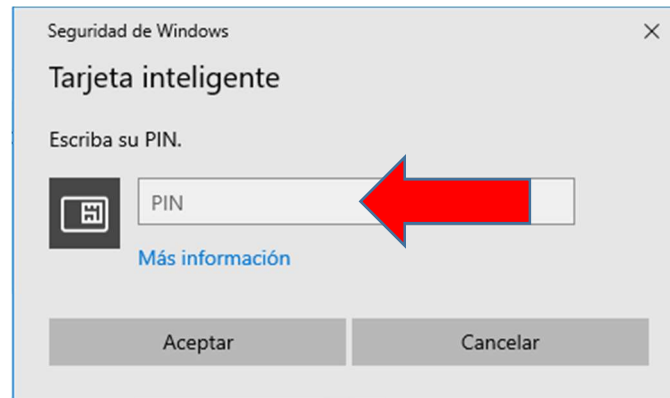 Seguridad de Windows
Tarjeta inteligente
Escriba su PIN.
PIN
Más información
Aceptar
Cancelar